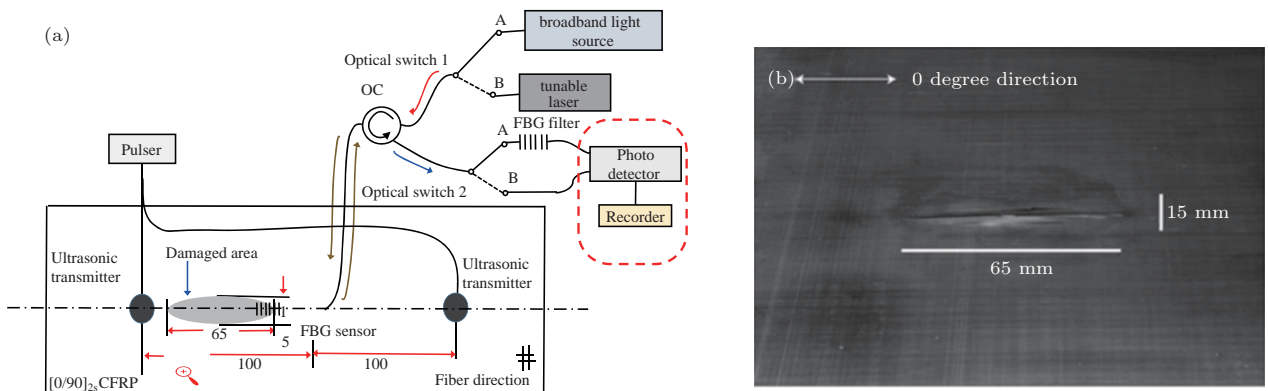 (a)
A
broadband light
source
Optical switch 1
B
tunable
laser
OC
FBG filter
A
Pulser
Photo
detector
B
Optical switch 2
Recorder
Damaged area
Ultrasonic
transmitter
Ultrasonic
transmitter
65
5
FBG sensor
100
100
[0/90]₂ₛCFRP
Fiber direction
(b)
0 degree direction
15 mm
65 mm